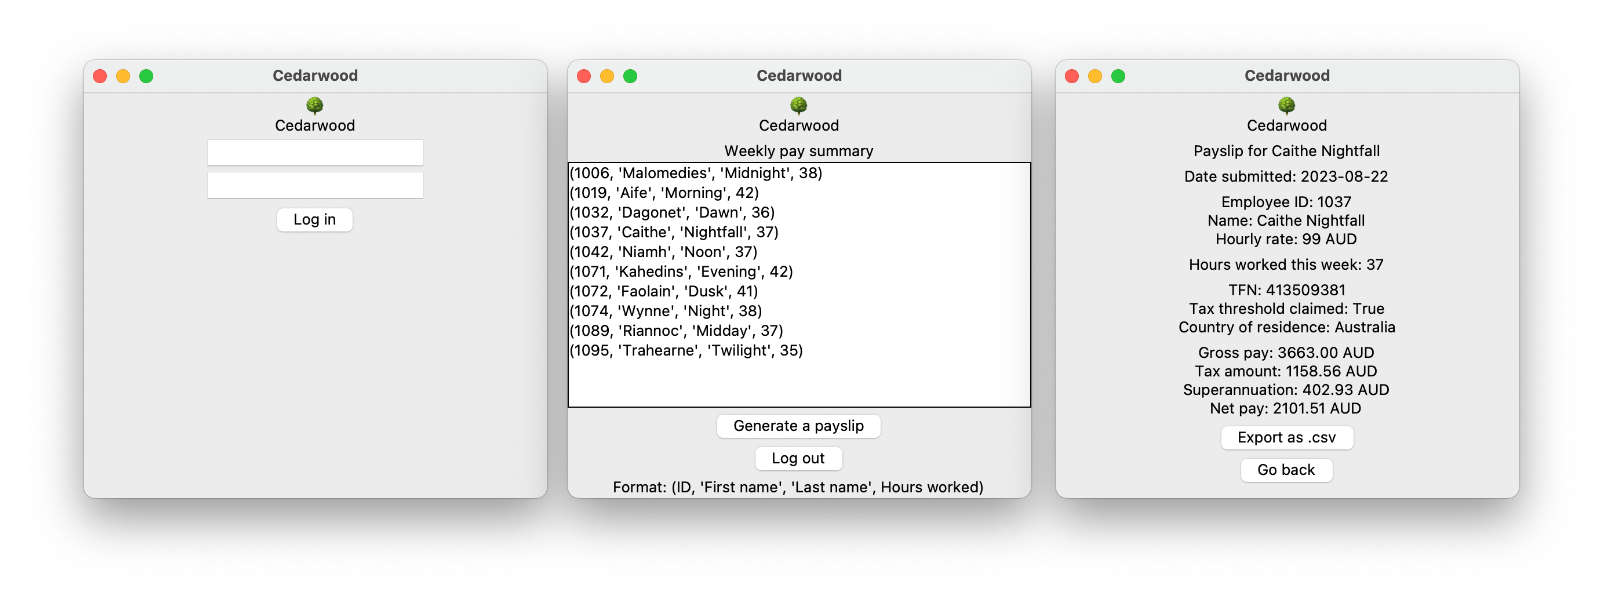 Cedarwood
Cedarwood
Log in
Cedarwood
Cedarwood
Weekly pay summary
(1006, 'Malomedies', 'Midnight', 38)
(1019, 'Aife', 'Morning', 42)
(1032, 'Dagonet', 'Dawn', 36)
(1037, 'Caithe', 'Nightfall', 37)
(1042, 'Niamh', 'Noon', 37)
(1071, 'Kahedins', 'Evening', 42)
(1072, 'Faolain', 'Dusk', 41)
(1074, 'Wynne', 'Night', 38)
(1089, 'Riannoc', 'Midday', 37)
(1095, 'Trahearne', 'Twilight', 35)
Generate a payslip
Log out
Format: (ID, 'First name', 'Last name', Hours worked)
Cedarwood
Cedarwood
Payslip for Caithe Nightfall
Date submitted: 2023-08-22
Employee ID: 1037
Name: Caithe Nightfall
Hourly rate: 99 AUD
Hours worked this week: 37
TFN: 413509381
Tax threshold claimed: True
Country of residence: Australia
Gross pay: 3663.00 AUD
Tax amount: 1158.56 AUD
Superannuation: 402.93 AUD
Net pay: 2101.51 AUD
Export as .csv
Go back